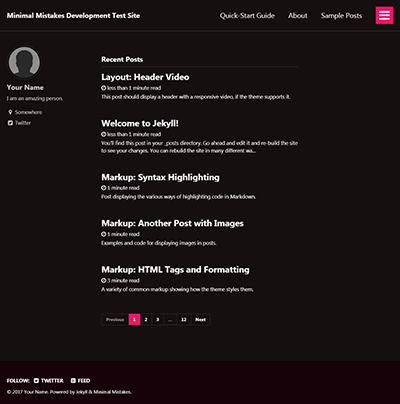 Minimal Mistakes Development Test Site
Quick-Start Guide About Sample Posts
Your Name
I am an amazing person.
Somewhere
Twitter
Recent Posts
Layout: Header Video
less than 1 minute read
This post should display a header with a responsive video, if the theme supports it.
Welcome to Jekyll!
less than 1 minute read
You'll find this post in your _posts directory. Go ahead and edit it and re-build the site
to see your changes. You can rebuild the site in many different wa...
Markup: Syntax Highlighting
1 minute read
Post displaying the various ways of highlighting code in Markdown.
Markup: Another Post with Images
1 minute read
Examples and code for displaying images in posts.
Markup: HTML Tags and Formatting
3 minute read
A variety of common markup showing how the theme styles them.
Previous 1 2 3 ... 12 Next
FOLLOW: TWITTER FEED
© 2017 Your Name. Powered by Jekyll & Minimal Mistakes.